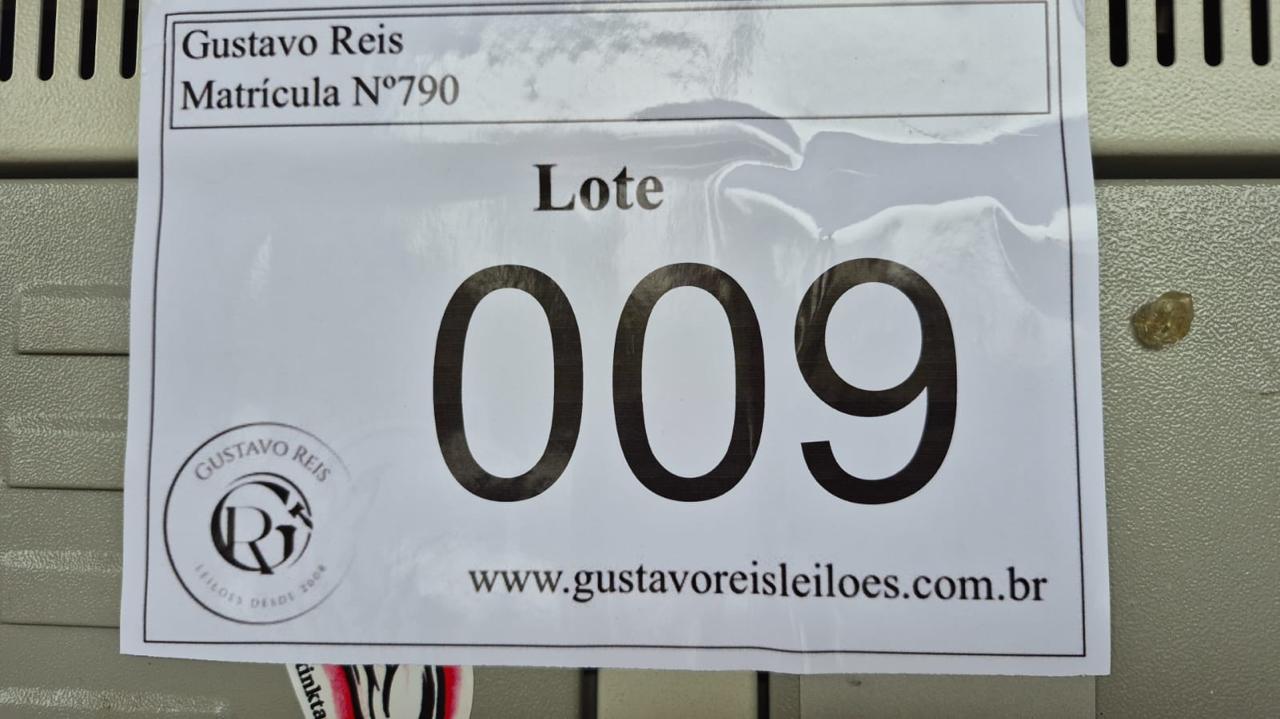 Gustavo Reis
Matrícula Nº790
Lote
009
GUSTAVO REIS
GR
LEILÕES DESDE 2008
www.gustavoreisleiloes.com.br